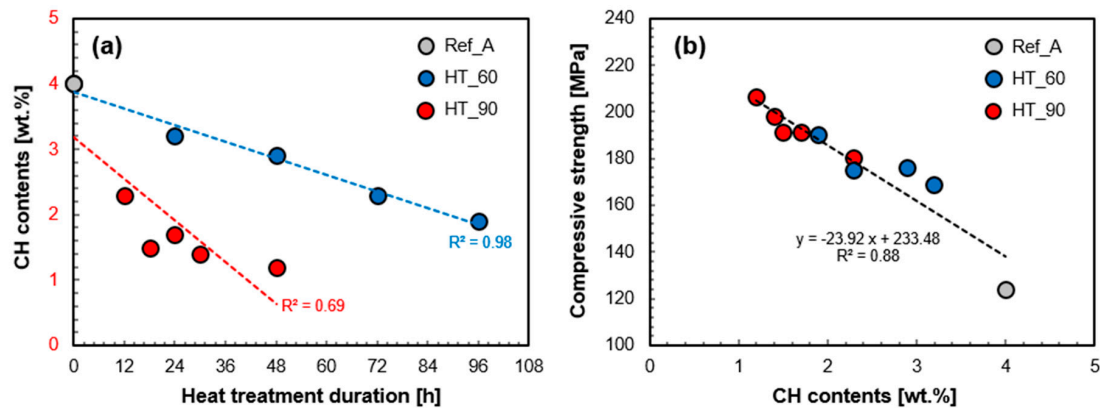 (a)
Ref_A
HT_60
HT_90
CH contents [wt.%]
5
4
3
2
1
0
R² = 0.98
R² = 0.69
0 12 24 36 48 60 72 84 96 108
Heat treatment duration [h]
(b)
Ref_A
HT_60
HT_90
Compressive strength [MPa]
240
220
200
180
160
140
120
100
y = -23.92 x + 233.48
R² = 0.88
0 1 2 3 4 5
CH contents [wt.%]